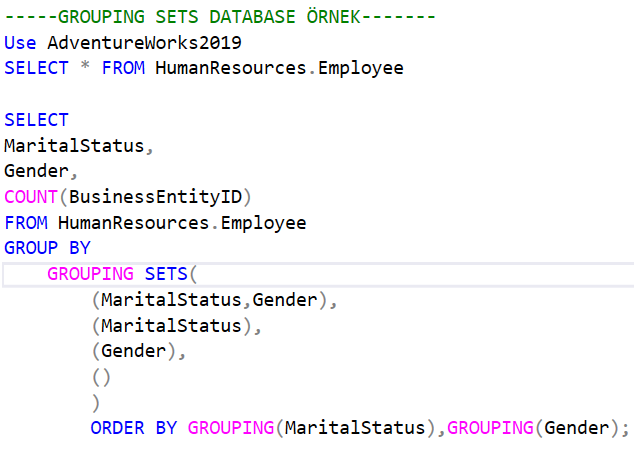 -----GROUPING SETS DATABASE ÖRNEK-------
Use AdventureWorks2019
SELECT * FROM HumanResources.Employee

SELECT
MaritalStatus,
Gender,
COUNT(BusinessEntityID)
FROM HumanResources.Employee
GROUP BY
    GROUPING SETS(
        (MaritalStatus,Gender),
        (MaritalStatus),
        (Gender),
        ()
        )
        ORDER BY GROUPING(MaritalStatus),GROUPING(Gender);